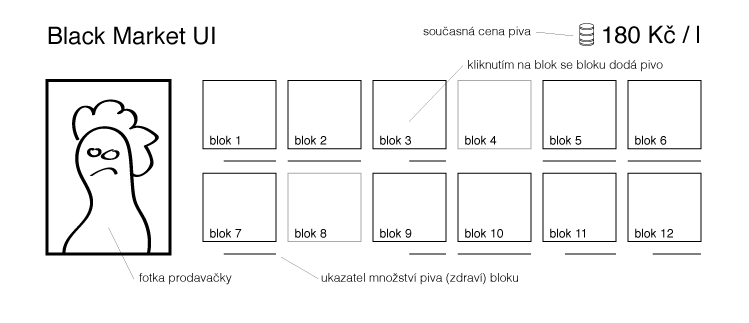 Black Market UI
současná cena piva
180 Kč / l
kliknutím na blok se bloku dodá pivo
blok 1
blok 2
blok 3
blok 4
blok 5
blok 6
blok 7
blok 8
blok 9
blok 10
blok 11
blok 12
fotka prodavačky
ukazatel množství piva (zdraví) bloku